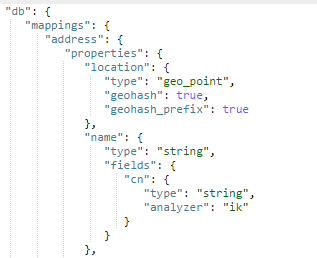 "db": {
"mappings": {
"address": {
"properties": {
"location": {
"type": "geo_point",
"geohash": true,
"geohash_prefix": true
},
"name": {
"type": "string",
"fields": {
"cn": {
"type": "string",
"analyzer": "ik"
}
}
},